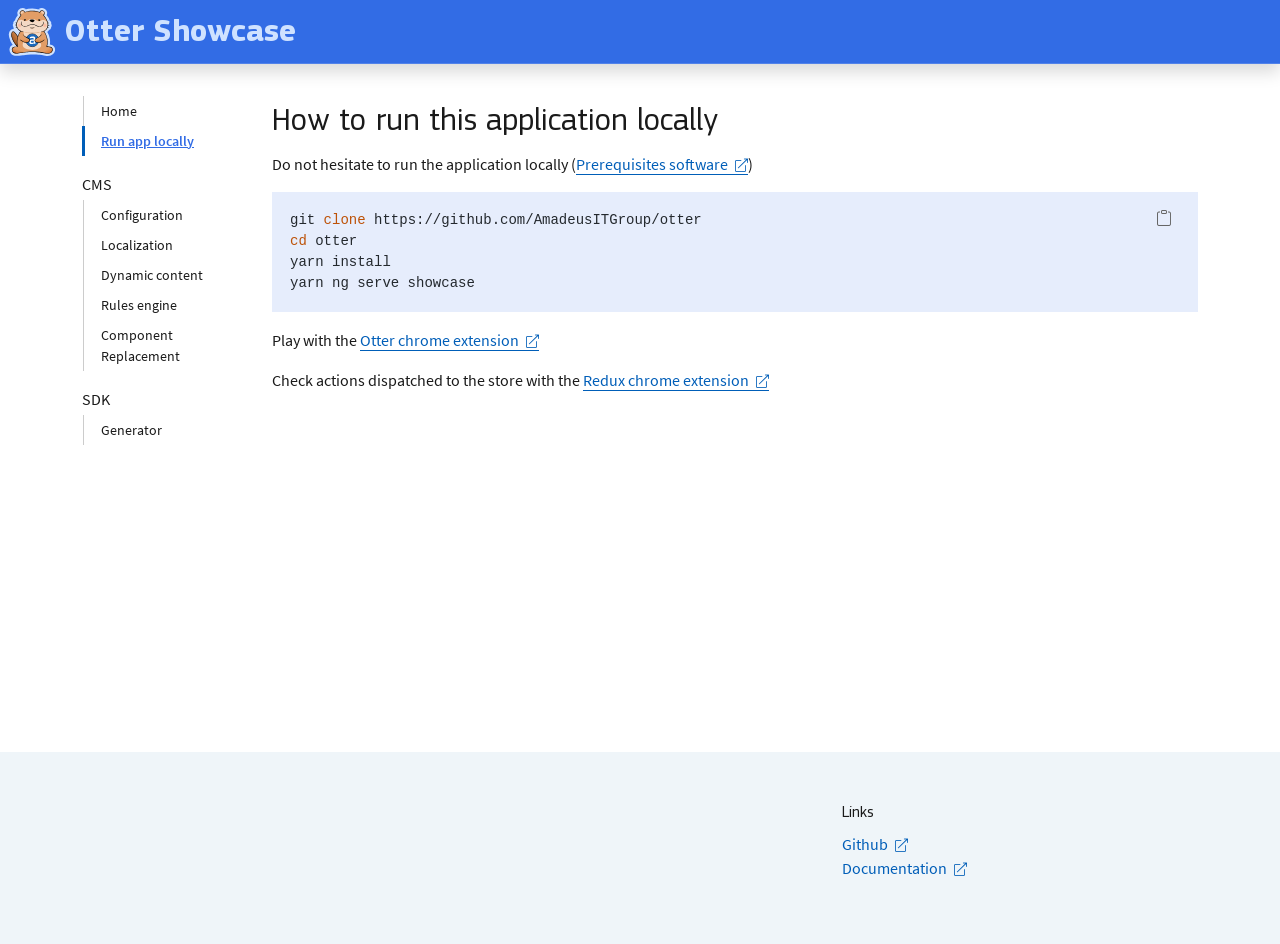 Otter Showcase
Home
Run app locally
CMS
Configuration
Localization
Dynamic content
Rules engine
Component
Replacement
SDK
Generator
How to run this application locally
Do not hesitate to run the application locally (Prerequisites software)
git clone https://github.com/AmadeusITGroup/otter
cd otter
yarn install
yarn ng serve showcase
Play with the Otter chrome extension
Check actions dispatched to the store with the Redux chrome extension
Links
Github
Documentation